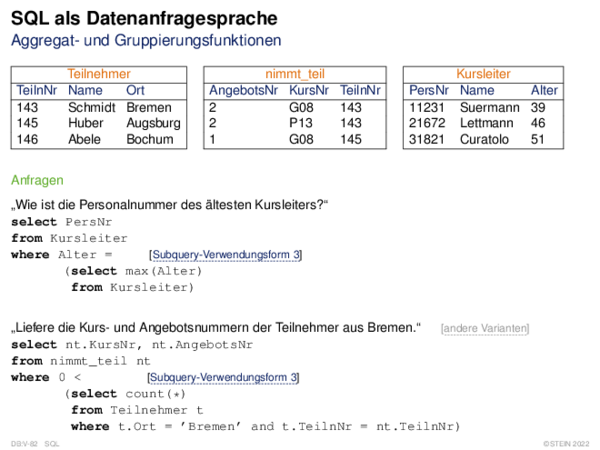 SQL als Datenanfragesprache
Aggregat- und Gruppierungsfunktionen
Teilnehmer
TeilnNr Name Ort
143 Schmidt Bremen
145 Huber Augsburg
146 Abele Bochum
nimmt_teil
AngebotsNr KursNr TeilnNr
2 G08 143
2 P13 143
1 G08 145
Kursleiter
PersNr Name Alter
11231 Suermann 39
21672 Lettmann 46
31821 Curatolo 51
Anfragen
„Wie ist die Personalnummer des ältesten Kursleiters?“
select PersNr
from Kursleiter
where Alter = [Subquery-Verwendungsform 3]
(select max(Alter)
from Kursleiter)
„Liefere die Kurs- und Angebotsnummern der Teilnehmer aus Bremen.“ [andere Varianten]
select nt.KursNr, nt.AngebotsNr
from nimmt_teil nt
where 0 < [Subquery-Verwendungsform 3]
(select count(*)
from Teilnehmer t
where t.Ort = ’Bremen’ and t.TeilnNr = nt.TeilnNr)
DB:V-82 SQL ©STEIN 2022